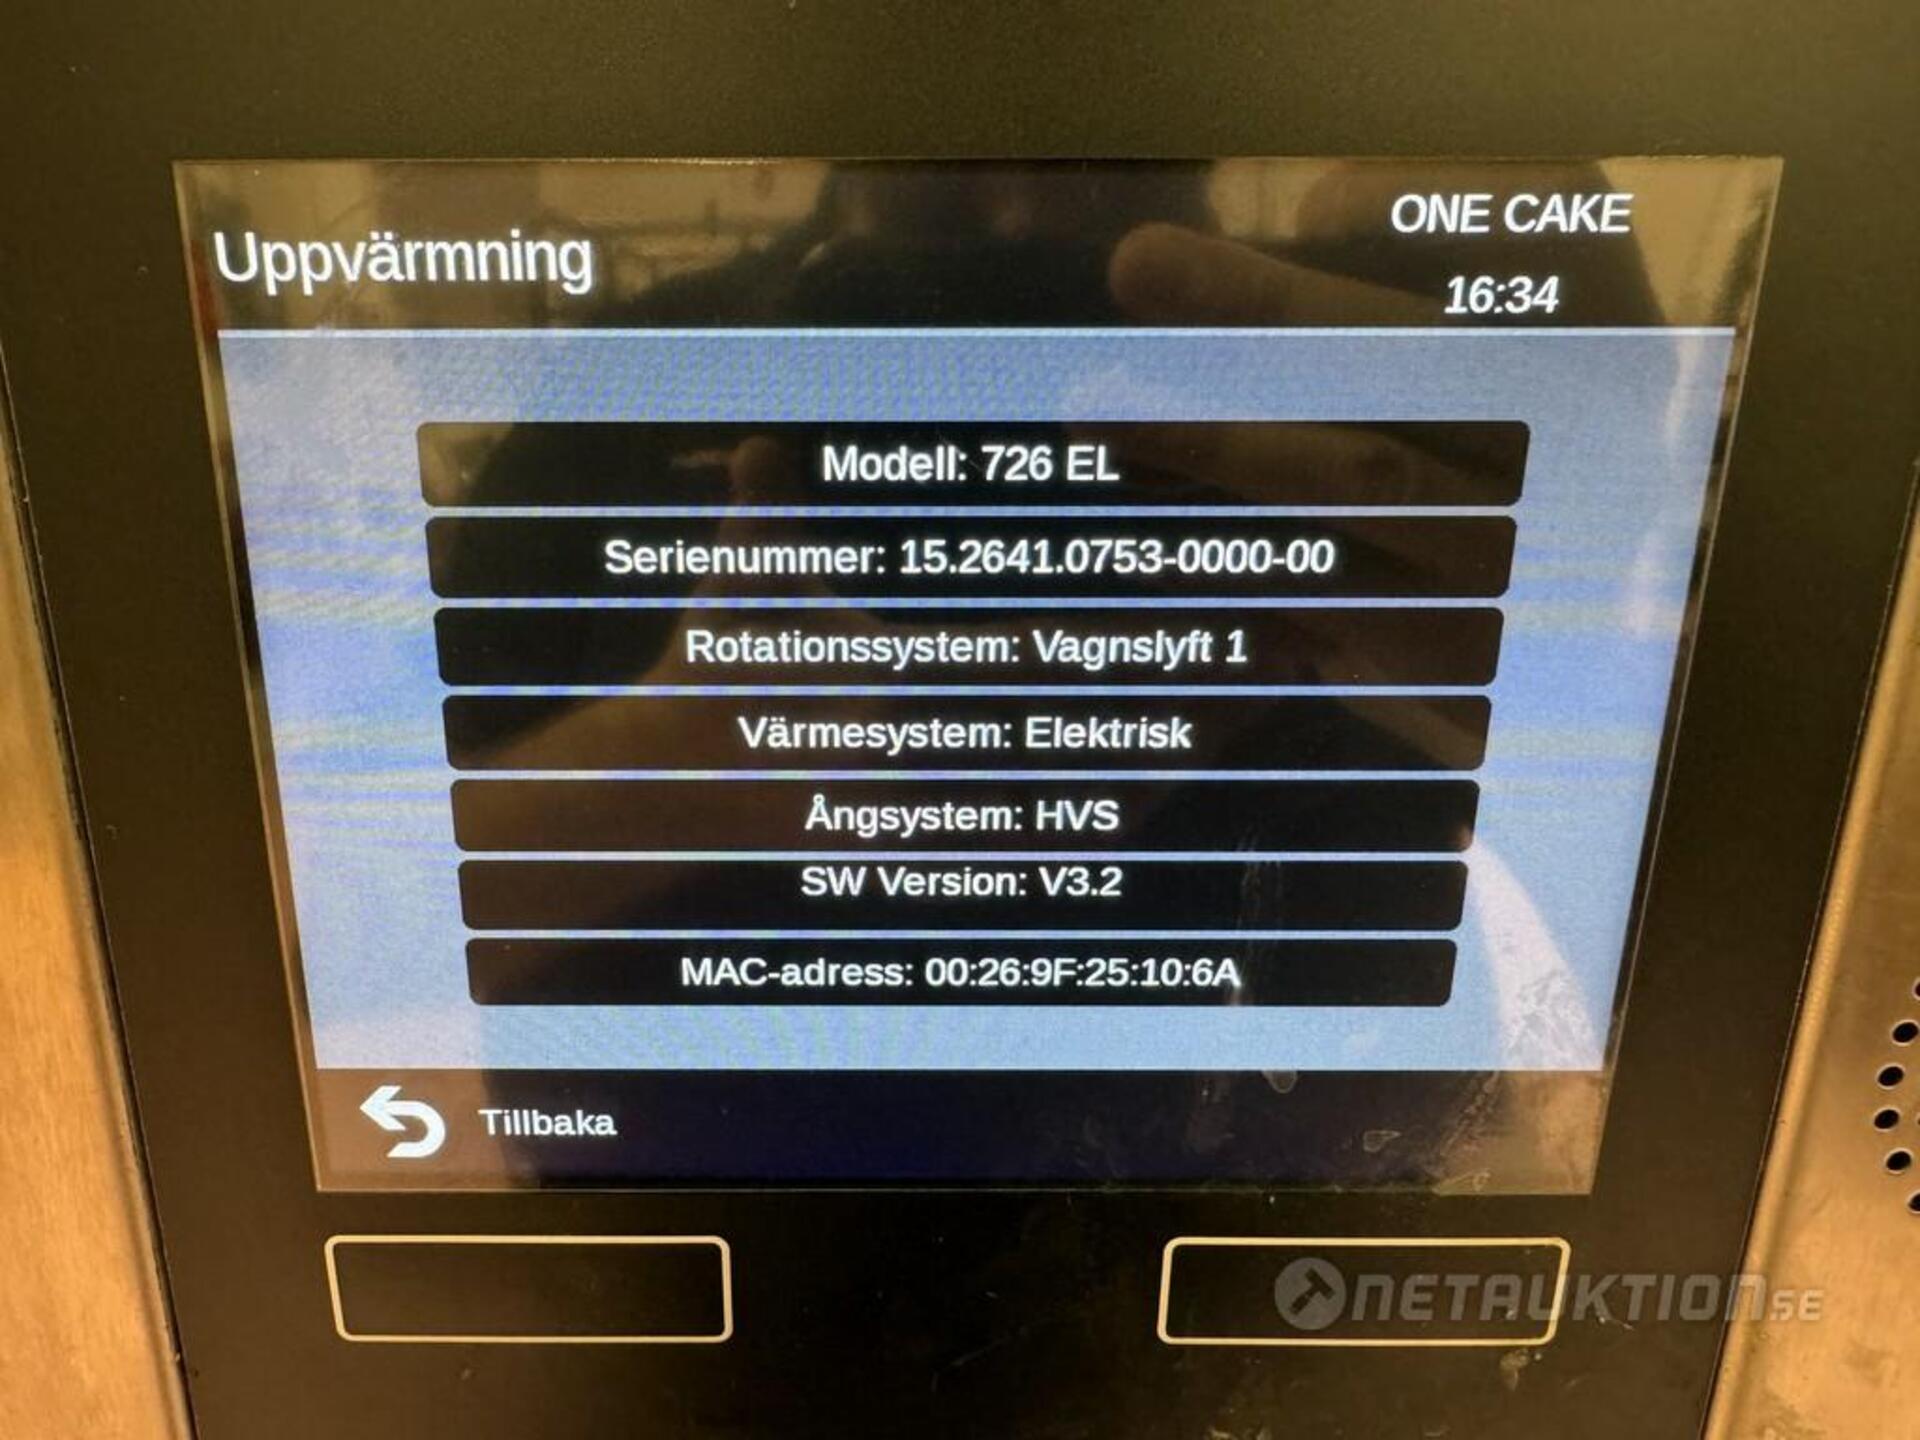 Uppvärmning
ONE CAKE
16:34
Modell: 726 EL
Serienummer: 15.2641.0753-0000-00
Rotationssystem: Vagnslyft 1
Värmesystem: Elektrisk
Ångsystem: HVS
SW Version: V3.2
MAC-adress: 00:26:9F:25:10:6A
Tillbaka
NETAUKTION.SE